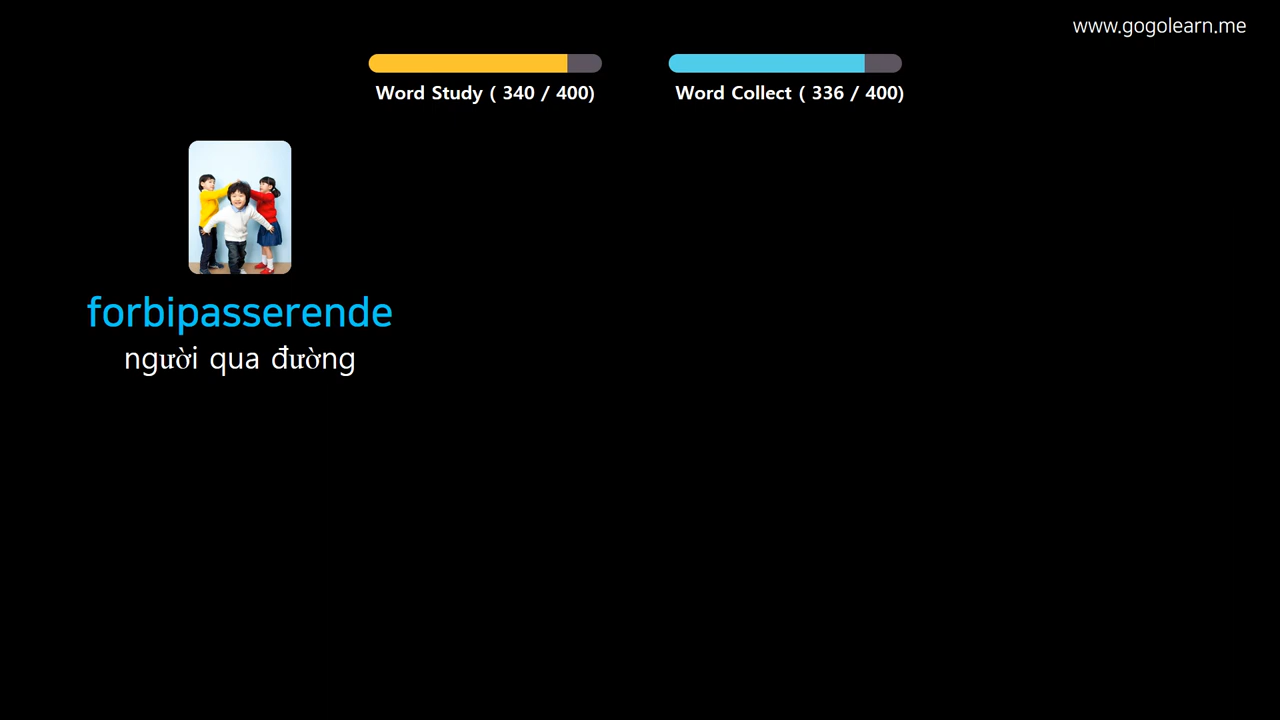 www.gogolearn.me
Word Study ( 340 / 400)
Word Collect ( 336 / 400)
forbipasserende
người qua đường